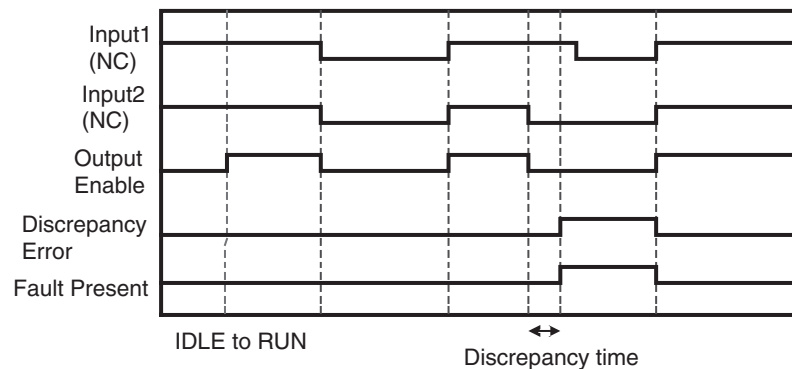 Input1
(NC)
Input2
(NC)
Output
Enable
Discrepancy
Error
Fault Present
IDLE to RUN
Discrepancy time